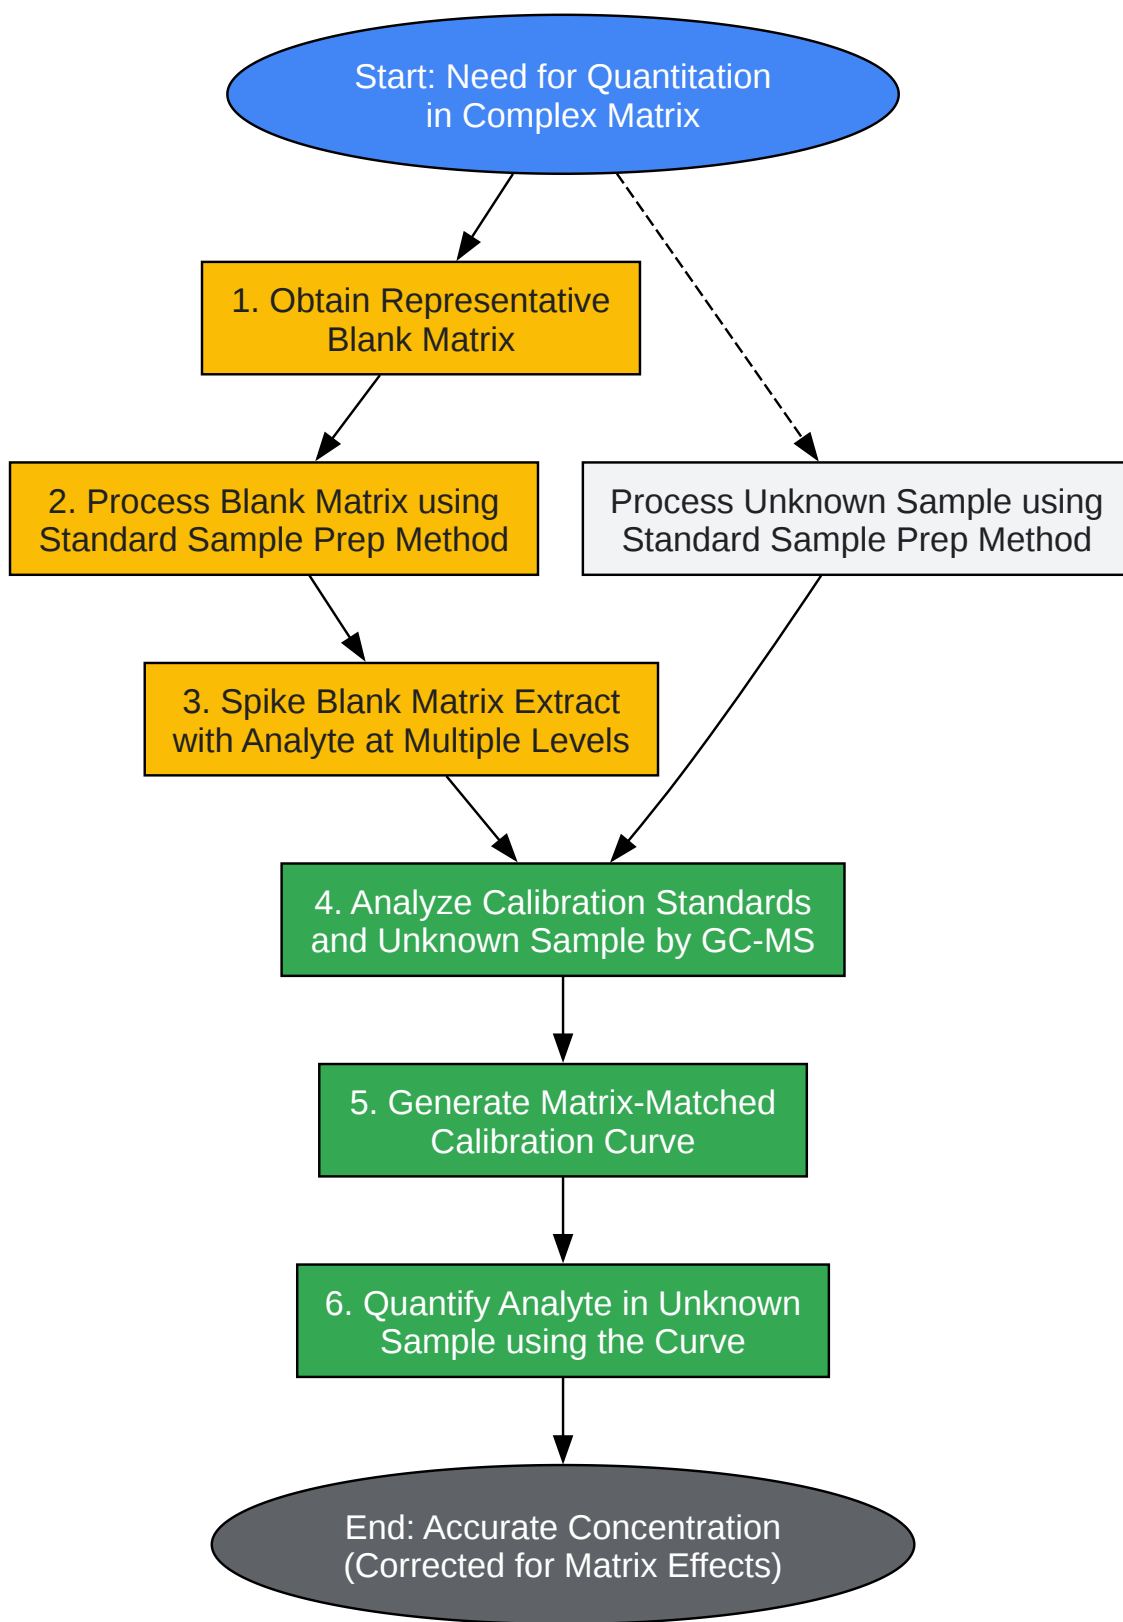 Start: Need for Quantitation
in Complex Matrix
1. Obtain Representative
Blank Matrix
2. Process Blank Matrix using
Standard Sample Prep Method
Process Unknown Sample using
Standard Sample Prep Method
3. Spike Blank Matrix Extract
with Analyte at Multiple Levels
4. Analyze Calibration Standards
and Unknown Sample by GC-MS
5. Generate Matrix-Matched
Calibration Curve
6. Quantify Analyte in Unknown
Sample using the Curve
End: Accurate Concentration
(Corrected for Matrix Effects)